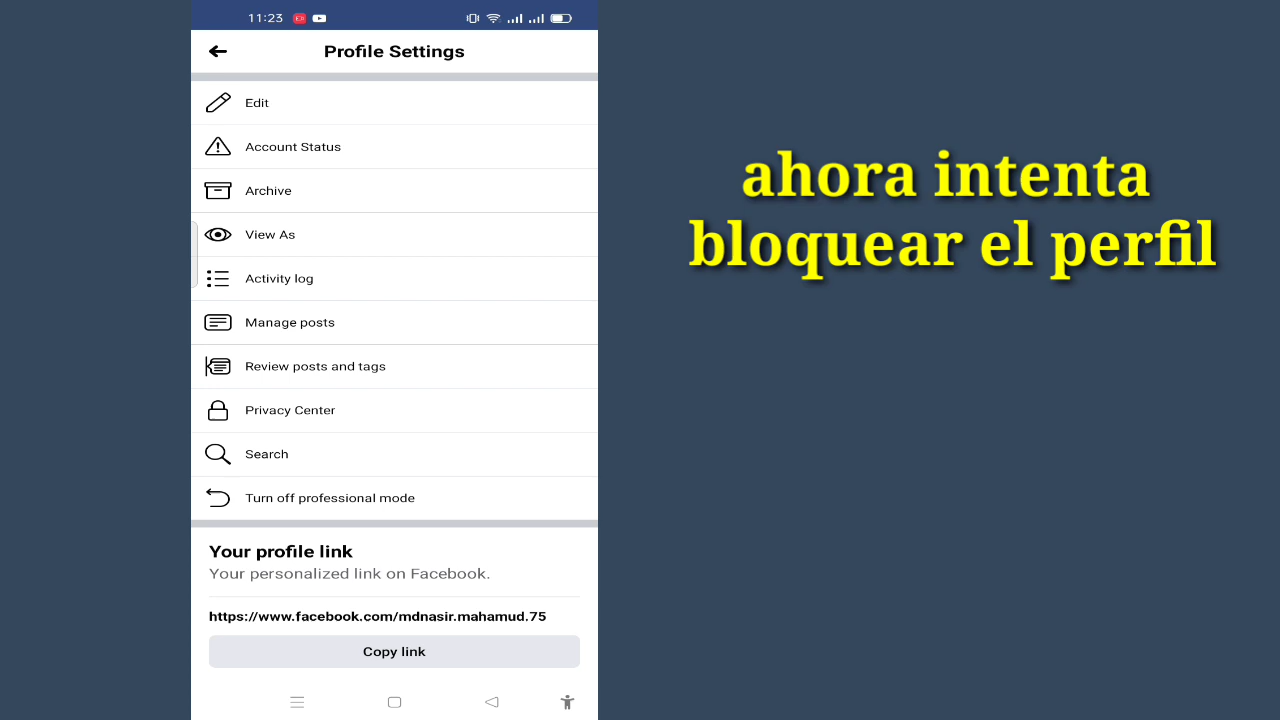 11:23
Profile Settings
Edit
Account Status
Archive
View As
Activity log
Manage posts
Review posts and tags
Privacy Center
Search
Turn off professional mode
Your profile link
Your personalized link on Facebook.
https://www.facebook.com/mdnasir.mahamud.75
Copy link
ahora intenta
bloquear el perfil